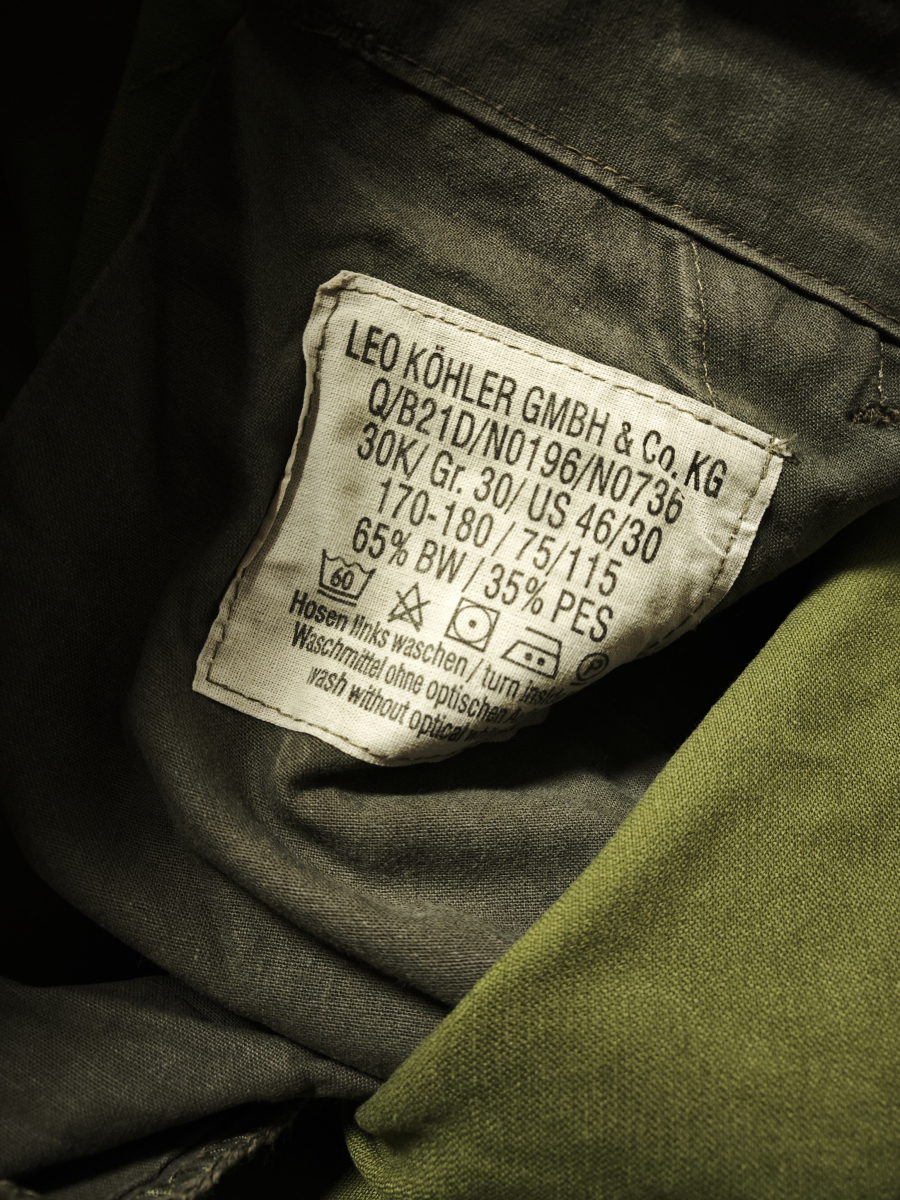 LEO KÖHLER GMBH & Co. KG
Q/B21D/N0196/N0736
30K/ Gr. 30/ US 46/30
170-180 / 75/115
65% BW / 35% PES
60 P
Hosen links waschen / turn inside
Waschmittel ohne optischen
wash without optical